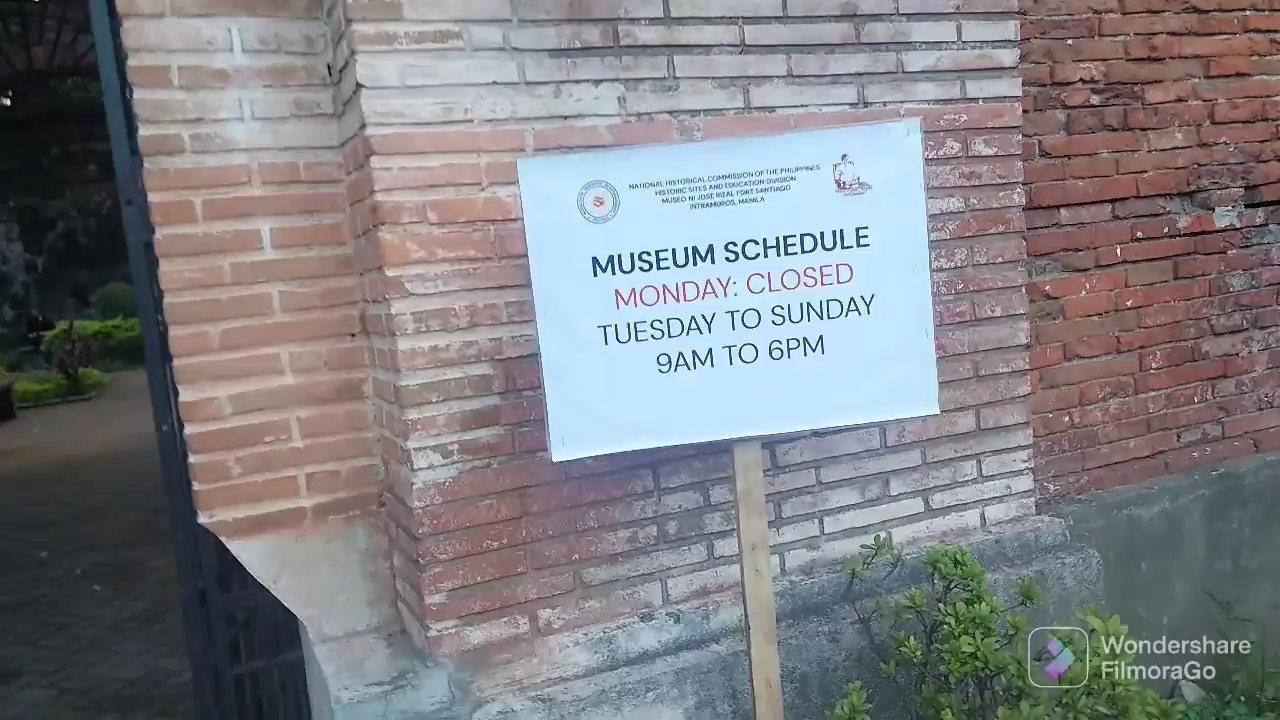 NATIONAL HISTORICAL COMMISSION OF THE PHILIPPINES
HISTORIC SITES AND EDUCATION DIVISION
MUSEO NI JOSE RIZAL FORT SANTIAGO
INTRAMUROS, MANILA
MUSEUM SCHEDULE
MONDAY: CLOSED
TUESDAY TO SUNDAY
9AM TO 6PM
Wondershare
FilmoraGo